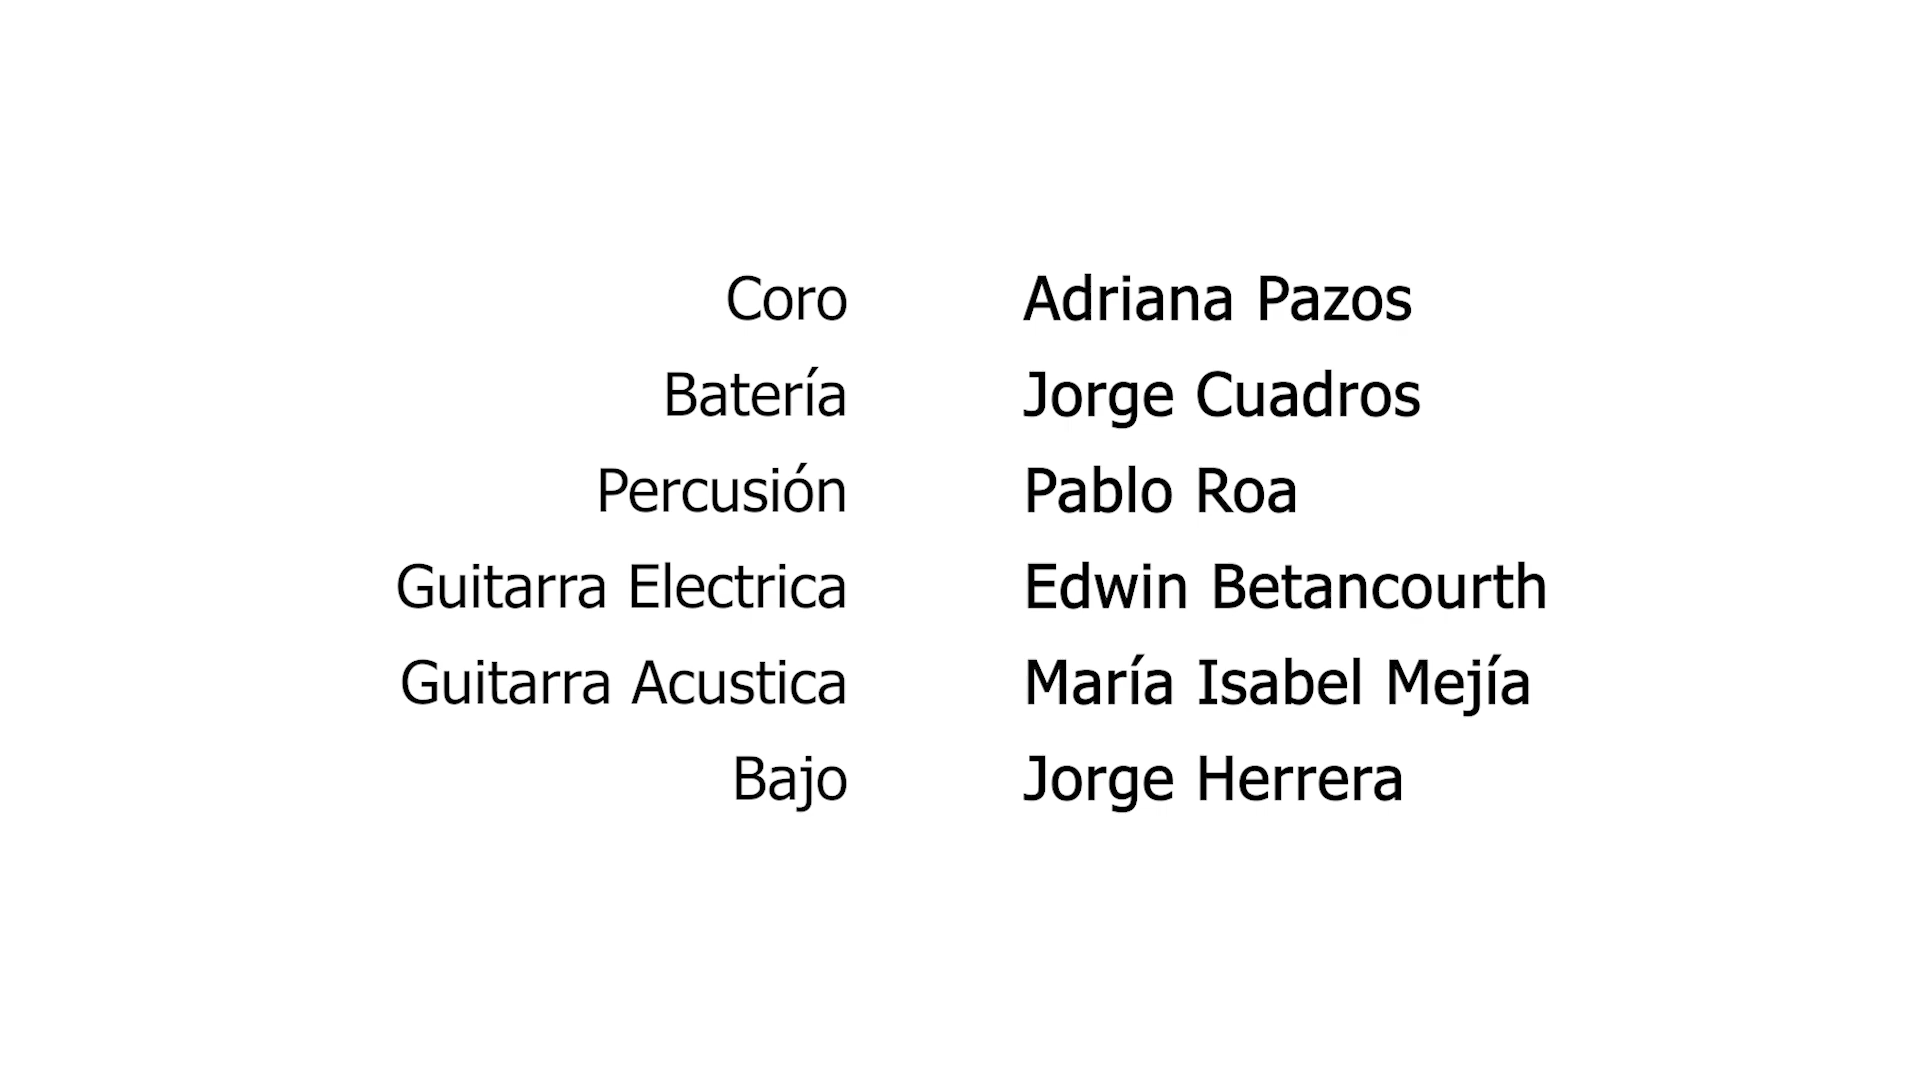 Coro Adriana Pazos
Batería Jorge Cuadros
Percusión Pablo Roa
Guitarra Electrica Edwin Betancourth
Guitarra Acustica María Isabel Mejía
Bajo Jorge Herrera